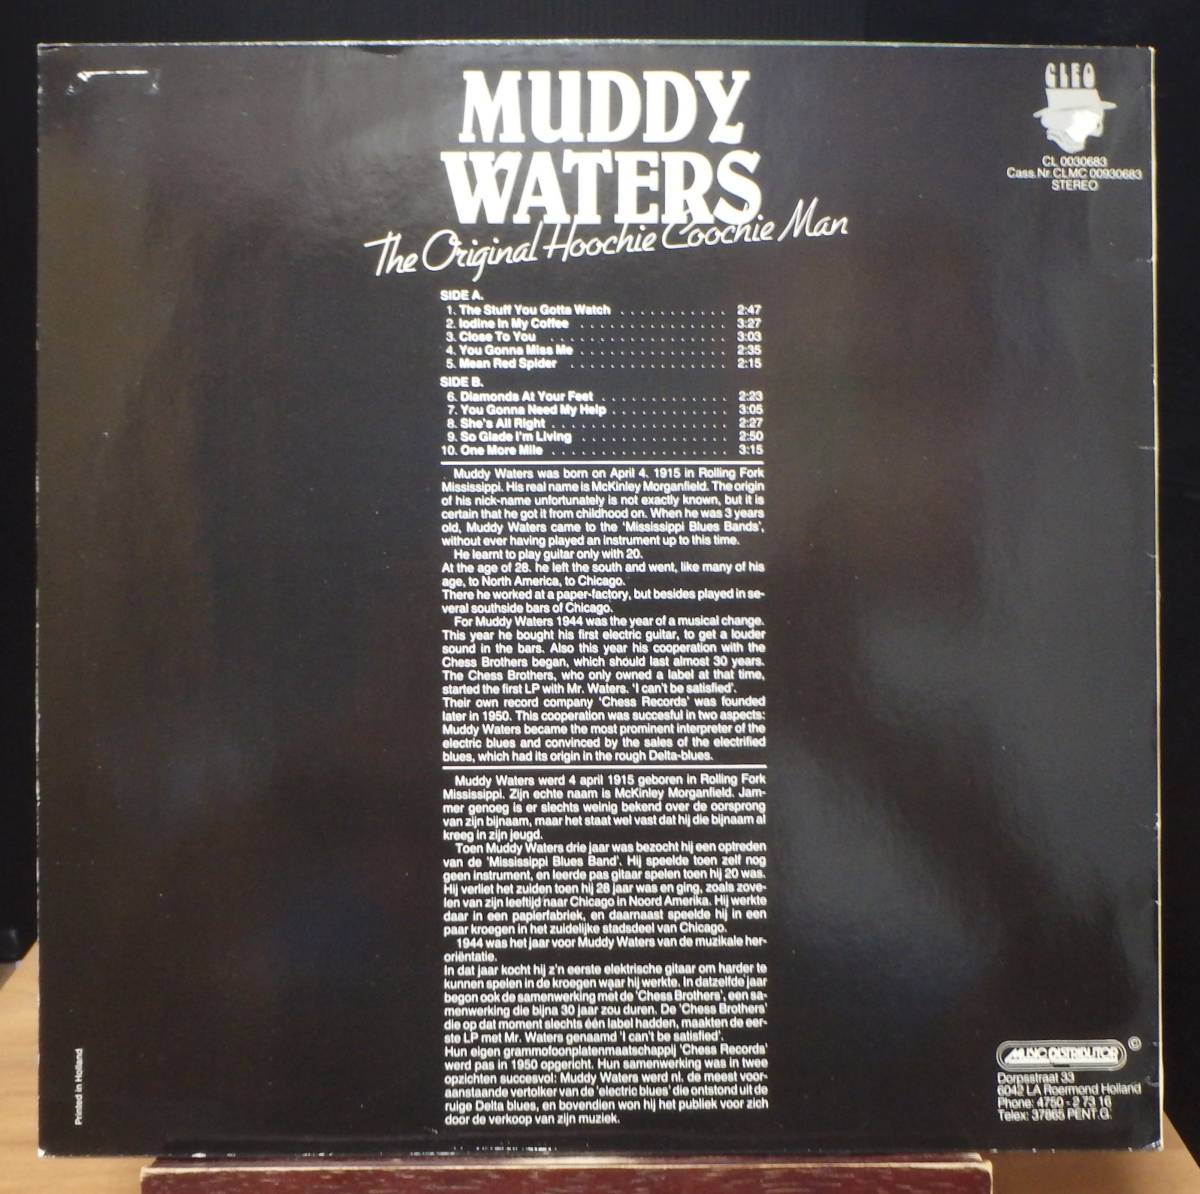 MUDDY
WATERS
The Original Hoochie Coochie Man
CLEO
CL 0030683
Cass.Nr.CLMC 00930683
STEREO
SIDE A.
1. The Stuff You Gotta Watch . . . . . . . . . . . 2:47
2. Iodine In My Coffee . . . . . . . . . . . . . . . 3:27
3. Close To You . . . . . . . . . . . . . . . . . . 3:03
4. You Gonna Miss Me . . . . . . . . . . . . . . . 2:35
5. Mean Red Spider . . . . . . . . . . . . . . . . 2:15
SIDE B.
6. Diamonds At Your Feet . . . . . . . . . . . . . 2:23
7. You Gonna Need My Help . . . . . . . . . . . . 3:05
8. She's All Right . . . . . . . . . . . . . . . . . . 2:27
9. So Glade I'm Living . . . . . . . . . . . . . . . 2:50
10. One More Mile . . . . . . . . . . . . . . . . . . 3:15
Muddy Waters was born on April 4, 1915 in Rolling Fork
Mississippi. His real name is McKinley Morganfield. The origin
of his nick-name unfortunately is not exactly known, but it is
certain that he got it from childhood on. When he was 3 years
old, Muddy Waters came to the 'Mississippi Blues Bands',
without ever having played an instrument up to this time.
He learnt to play guitar only with 20.
At the age of 28, he left the south and went, like many of his
age, to North America, to Chicago.
There he worked at a paper-factory, but besides played in se-
veral southside bars of Chicago.
For Muddy Waters 1944 was the year of a musical change.
This year he bought his first electric guitar, to get a louder
sound in the bars. Also this year his cooperation with the
Chess Brothers began, which should last almost 30 years.
The Chess Brothers, who only owned a label at that time,
started the first LP with Mr. Waters. 'I can't be satisfied'.
Their own record company 'Chess Records' was founded
later in 1950. This cooperation was succesful in two aspects:
Muddy Waters became the most prominent interpreter of the
electric blues and convinced by the sales of the electrified
blues, which had its origin in the rough Delta-blues.
Muddy Waters werd 4 april 1915 geboren in Rolling Fork
Mississippi. Zijn echte naam is McKinley Morganfield. Jam-
mer genoeg is er slechts weinig bekend over de oorsprong
van zijn bijnaam, maar het staat wel vast dat hij die bijnaam al
kreeg in zijn jeugd.
Toen Muddy Waters drie jaar was bezocht hij een optreden
van de 'Mississippi Blues Band'. Hij speelde toen zelf nog
geen instrument, en leerde pas gitaar spelen toen hij 20 was.
Hij verliet het zuiden toen hij 28 jaar was en ging, zoals zove-
len van zijn leeftijd naar Chicago in Noord Amerika. Hij werkte
daar in een papierfabriek, en daarnaast speelde hij in een
paar kroegen in het zuidelijke stadsdeel van Chicago.
1944 was het jaar voor Muddy Waters van de muzikale her-
oriëntatie.
In dat jaar kocht hij z'n eerste elektrische gitaar om harder te
kunnen spelen in de kroegen waar hij werkte. In datzelfde jaar
begon ook de samenwerking met de 'Chess Brothers', een sa-
menwerking die bijna 30 jaar zou duren. De 'Chess Brothers'
die op dat moment slechts één label hadden, maakten de eer-
ste LP met Mr. Waters genaamd 'I can't be satisfied'.
Hun eigen grammofoonplatenmaatschappij 'Chess Records'
werd pas in 1950 opgericht. Hun samenwerking was in twee
opzichten succesvol: Muddy Waters werd nl. de meest voor-
aanstaande vertolker van de 'electric blues' die ontstond uit de
ruige Delta blues, en bovendien won hij het publiek voor zich
door de verkoop van zijn muziek.
Printed in Holland
MUSIC DISTRIBUTOR ©
Dorpsstraat 33
6042 LA Roermond Holland
Phone: 4750 - 2 73 16
Telex: 37865 PENT.G.